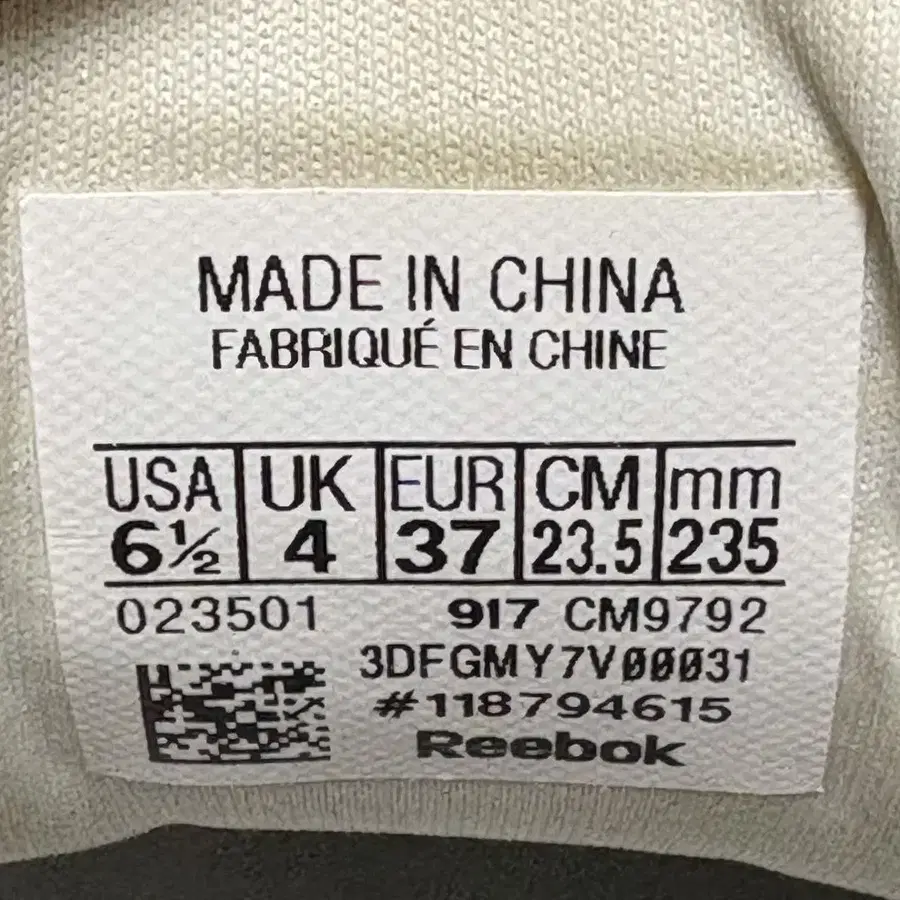 MADE IN CHINA
FABRIQUÉ EN CHINE
USA UK EUR CM mm
6½ 4 37 23.5 235
023501 917 CM9792
3DFGMY7V00031
#118794615
Reebok